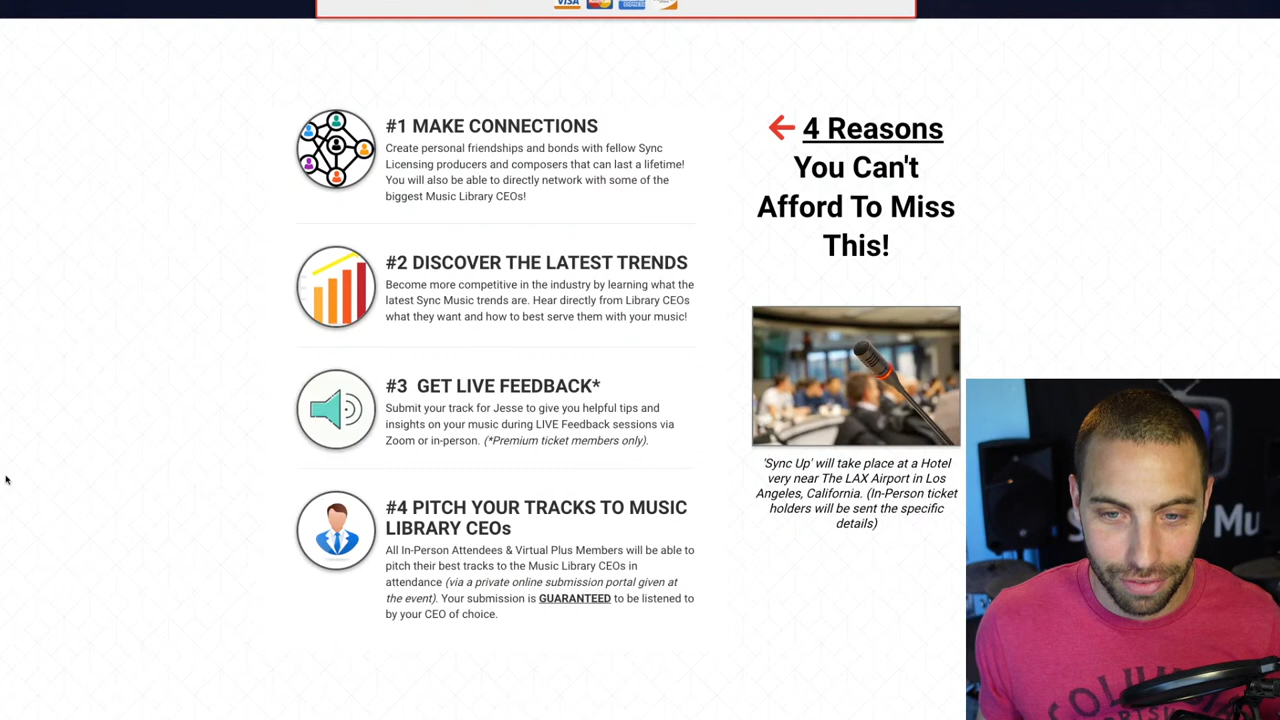 VISA
#1 MAKE CONNECTIONS
Create personal friendships and bonds with fellow Sync
Licensing producers and composers that can last a lifetime!
You will also be able to directly network with some of the
biggest Music Library CEOs!
#2 DISCOVER THE LATEST TRENDS
Become more competitive in the industry by learning what the
latest Sync Music trends are. Hear directly from Library CEOs
what they want and how to best serve them with your music!
#3 GET LIVE FEEDBACK*
Submit your track for Jesse to give you helpful tips and
insights on your music during LIVE Feedback sessions via
Zoom or in-person. (*Premium ticket members only).
#4 PITCH YOUR TRACKS TO MUSIC
LIBRARY CEOs
All In-Person Attendees & Virtual Plus Members will be able to
pitch their best tracks to the Music Library CEOs in
attendance (via a private online submission portal given at
the event). Your submission is GUARANTEED to be listened to
by your CEO of choice.
4 Reasons
You Can't
Afford To Miss
This!
'Sync Up' will take place at a Hotel
very near The LAX Airport in Los
Angeles, California. (In-Person ticket
holders will be sent the specific
details)